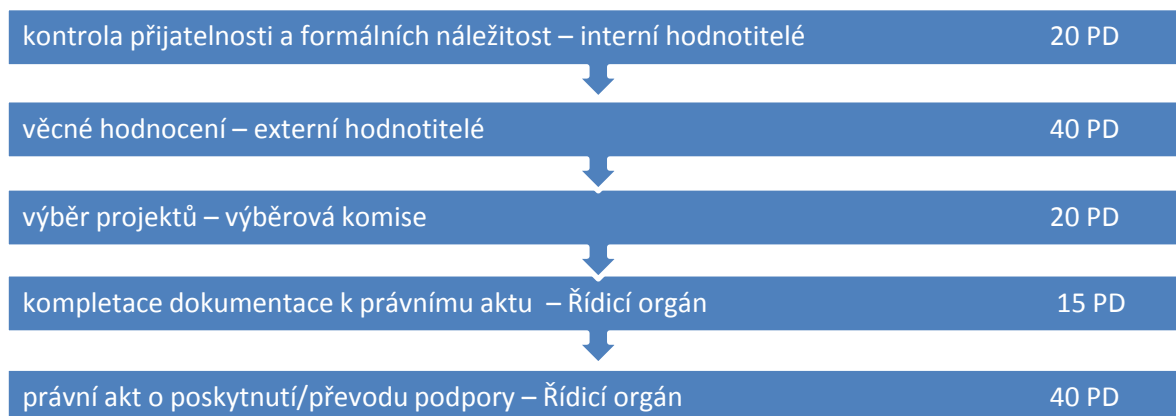 kontrola přijatelnosti a formálních náležitost – interní hodnotitelé 20 PD
věcné hodnocení – externí hodnotitelé 40 PD
výběr projektů – výběrová komise 20 PD
kompletace dokumentace k právnímu aktu – Řídicí orgán 15 PD
právní akt o poskytnutí/převodu podpory – Řídicí orgán 40 PD